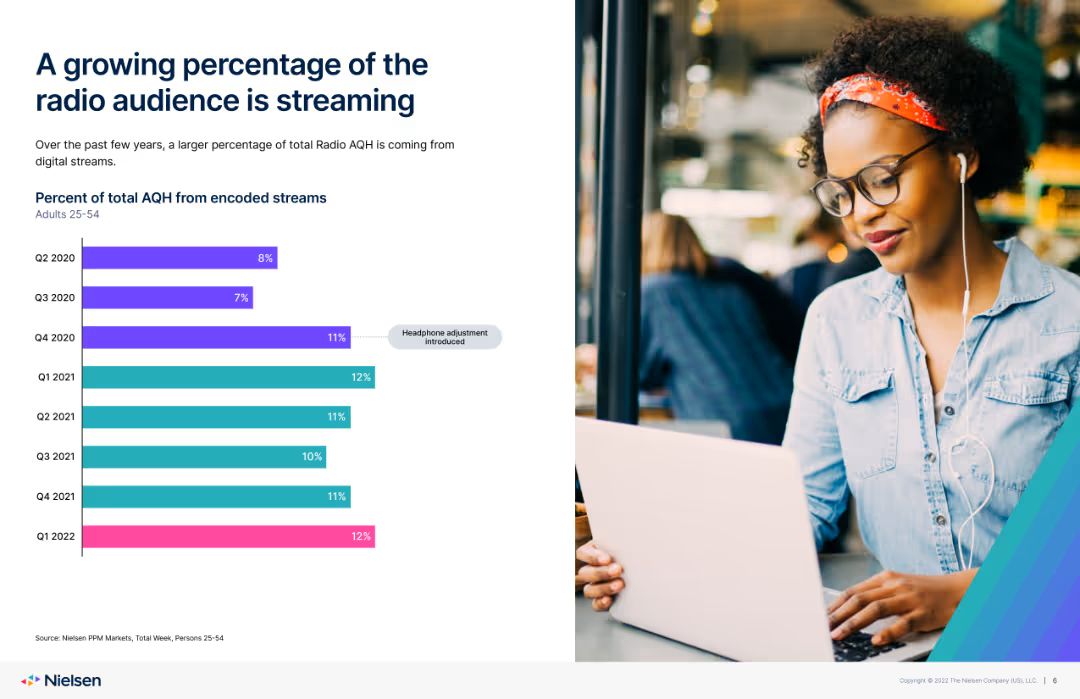 A growing percentage of the
radio audience is streaming
Over the past few years, a larger percentage of total Radio AQH is coming from
digital streams.
Percent of total AQH from encoded streams
Adults 25-54
Q2 2020 8%
Q3 2020 7%
Q4 2020 11% Headphone adjustment
introduced
Q1 2021 12%
Q2 2021 11%
Q3 2021 10%
Q4 2021 11%
Q1 2022 12%
Source: Nielsen PPM Markets, Total Week, Persons 25-54
Nielsen
Copyright © 2022 The Nielsen Company (US), LLC. | 6